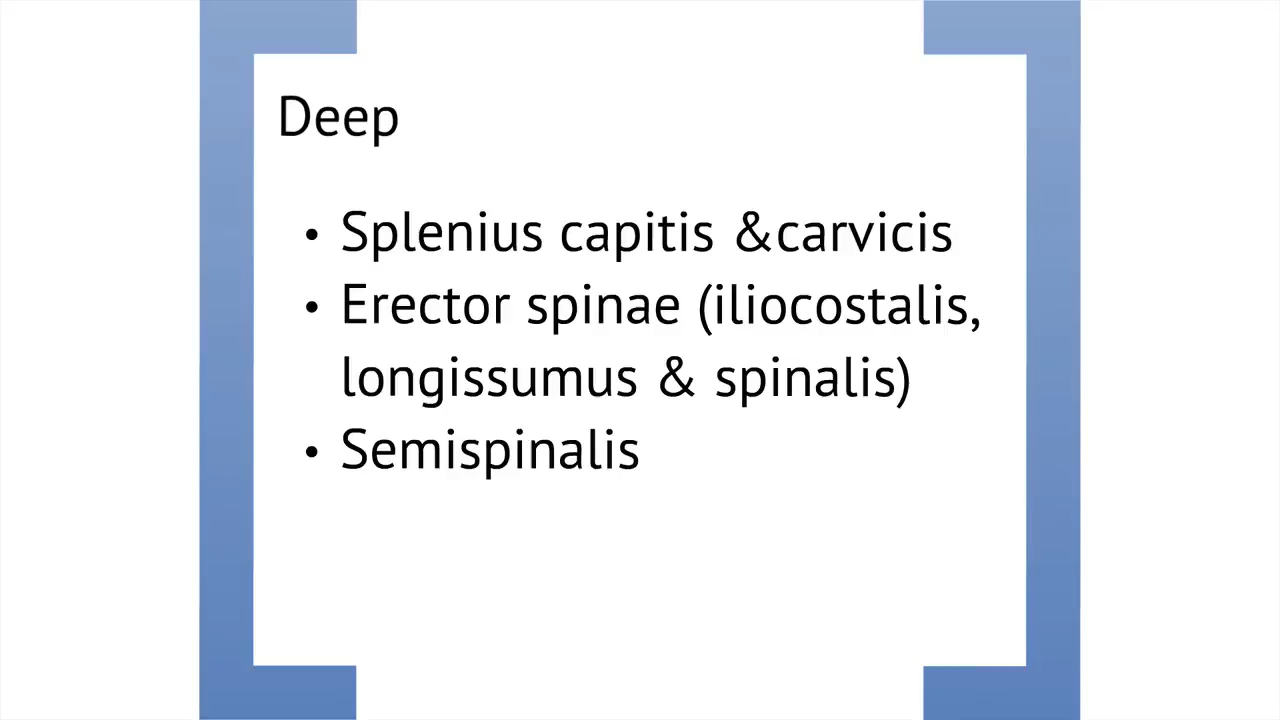 Deep
• Splenius capitis &carvicis
• Erector spinae (iliocostalis,
longissumus & spinalis)
• Semispinalis